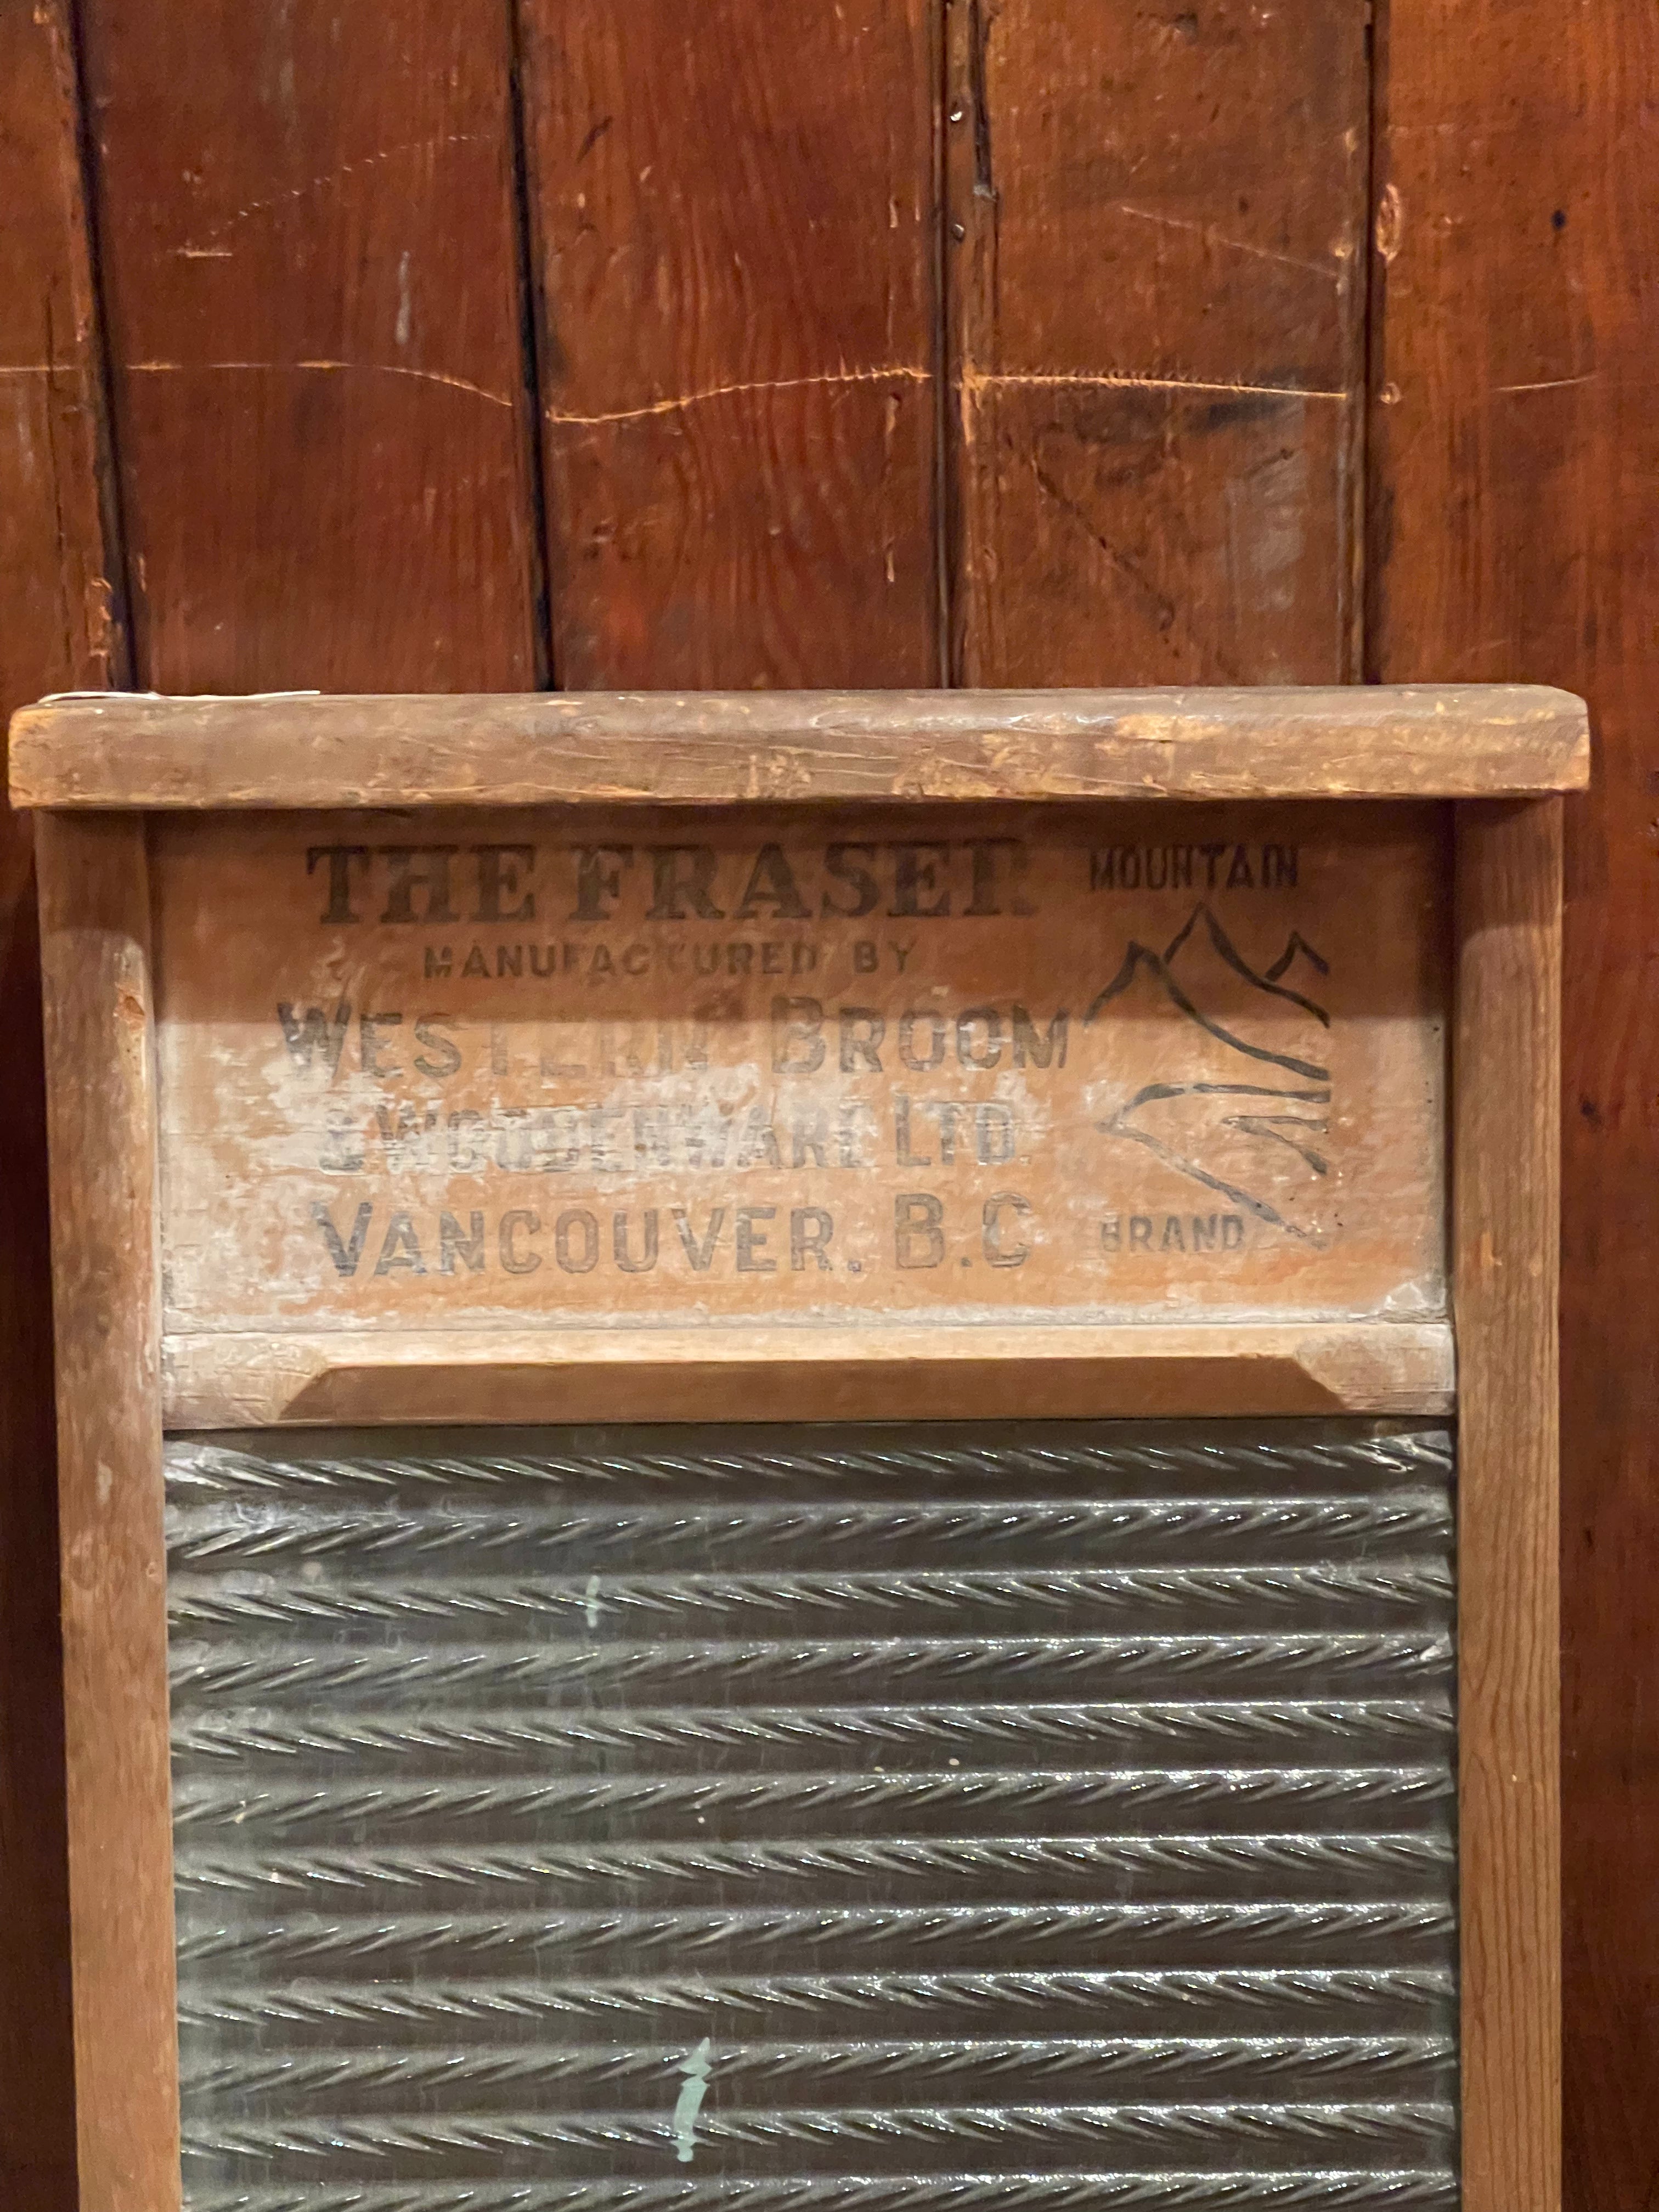 THE FRASER
MANUFACTURED BY
WESTERN BROOM
& WOODENWARE LTD.
VANCOUVER, B.C
MOUNTAIN
BRAND